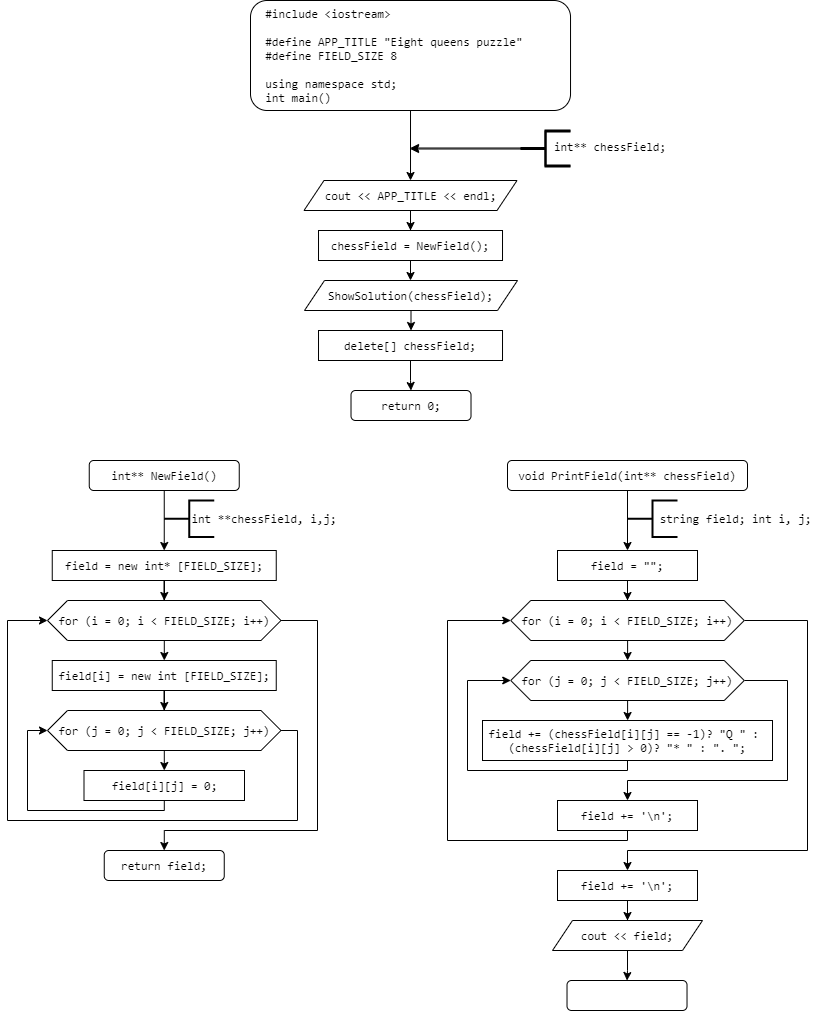 #include <iostream>
#define APP_TITLE "Eight queens puzzle"
#define FIELD_SIZE 8
using namespace std;
int main()
int** chessField;
cout << APP_TITLE << endl;
chessField = NewField();
ShowSolution(chessField);
delete[] chessField;
return 0;
int** NewField()
int **chessField, i,j;
field = new int* [FIELD_SIZE];
for (i = 0; i < FIELD_SIZE; i++)
field[i] = new int [FIELD_SIZE];
for (j = 0; j < FIELD_SIZE; j++)
field[i][j] = 0;
return field;
void PrintField(int** chessField)
string field; int i, j;
field = "";
for (i = 0; i < FIELD_SIZE; i++)
for (j = 0; j < FIELD_SIZE; j++)
field += (chessField[i][j] == -1)? "Q " :
(chessField[i][j] > 0)? "* " : ". ";
field += '\n';
field += '\n';
cout << field;